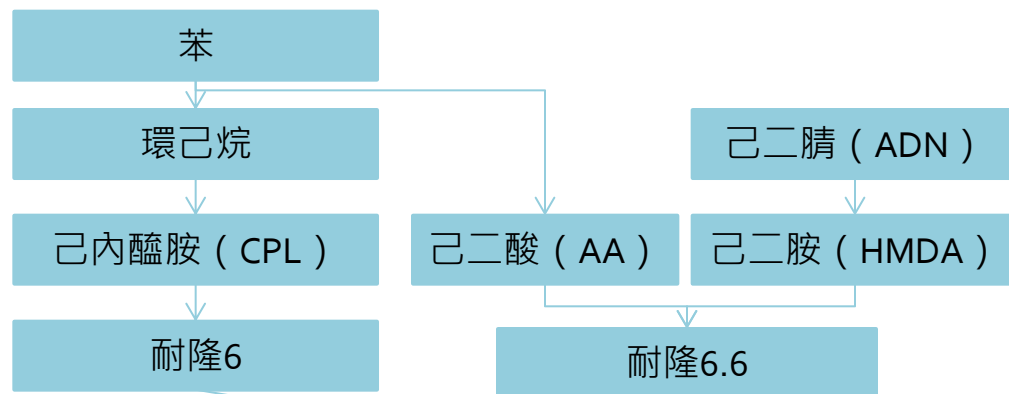 苯
環己烷
己二腈（ADN）
己內醯胺（CPL）
己二酸（AA）
己二胺（HMDA）
耐隆6
耐隆6.6